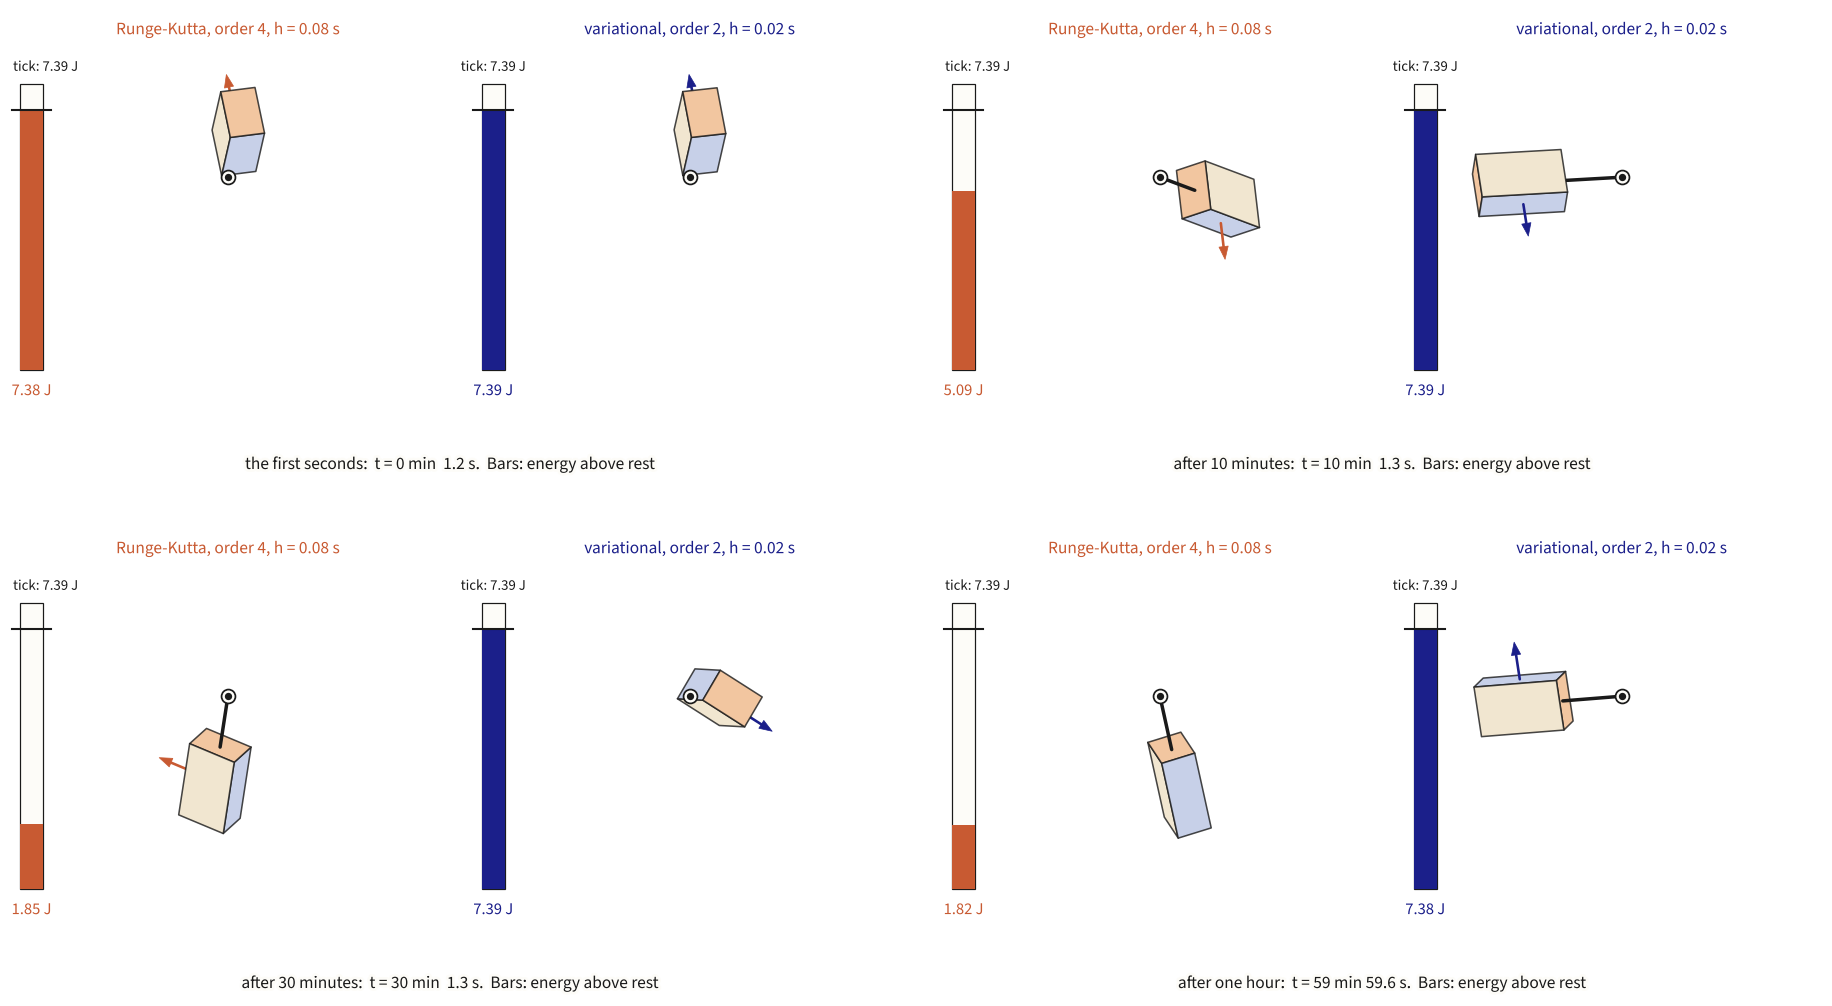 Runge-Kutta, order 4, h = 0.08 s
variational, order 2, h = 0.02 s
tick: 7.39 J
tick: 7.39 J
7.38 J
7.39 J
the first seconds: t = 0 min 1.2 s. Bars: energy above rest
Runge-Kutta, order 4, h = 0.08 s
variational, order 2, h = 0.02 s
tick: 7.39 J
tick: 7.39 J
5.09 J
7.39 J
after 10 minutes: t = 10 min 1.3 s. Bars: energy above rest
Runge-Kutta, order 4, h = 0.08 s
variational, order 2, h = 0.02 s
tick: 7.39 J
tick: 7.39 J
1.85 J
7.39 J
after 30 minutes: t = 30 min 1.3 s. Bars: energy above rest
Runge-Kutta, order 4, h = 0.08 s
variational, order 2, h = 0.02 s
tick: 7.39 J
tick: 7.39 J
1.82 J
7.38 J
after one hour: t = 59 min 59.6 s. Bars: energy above rest